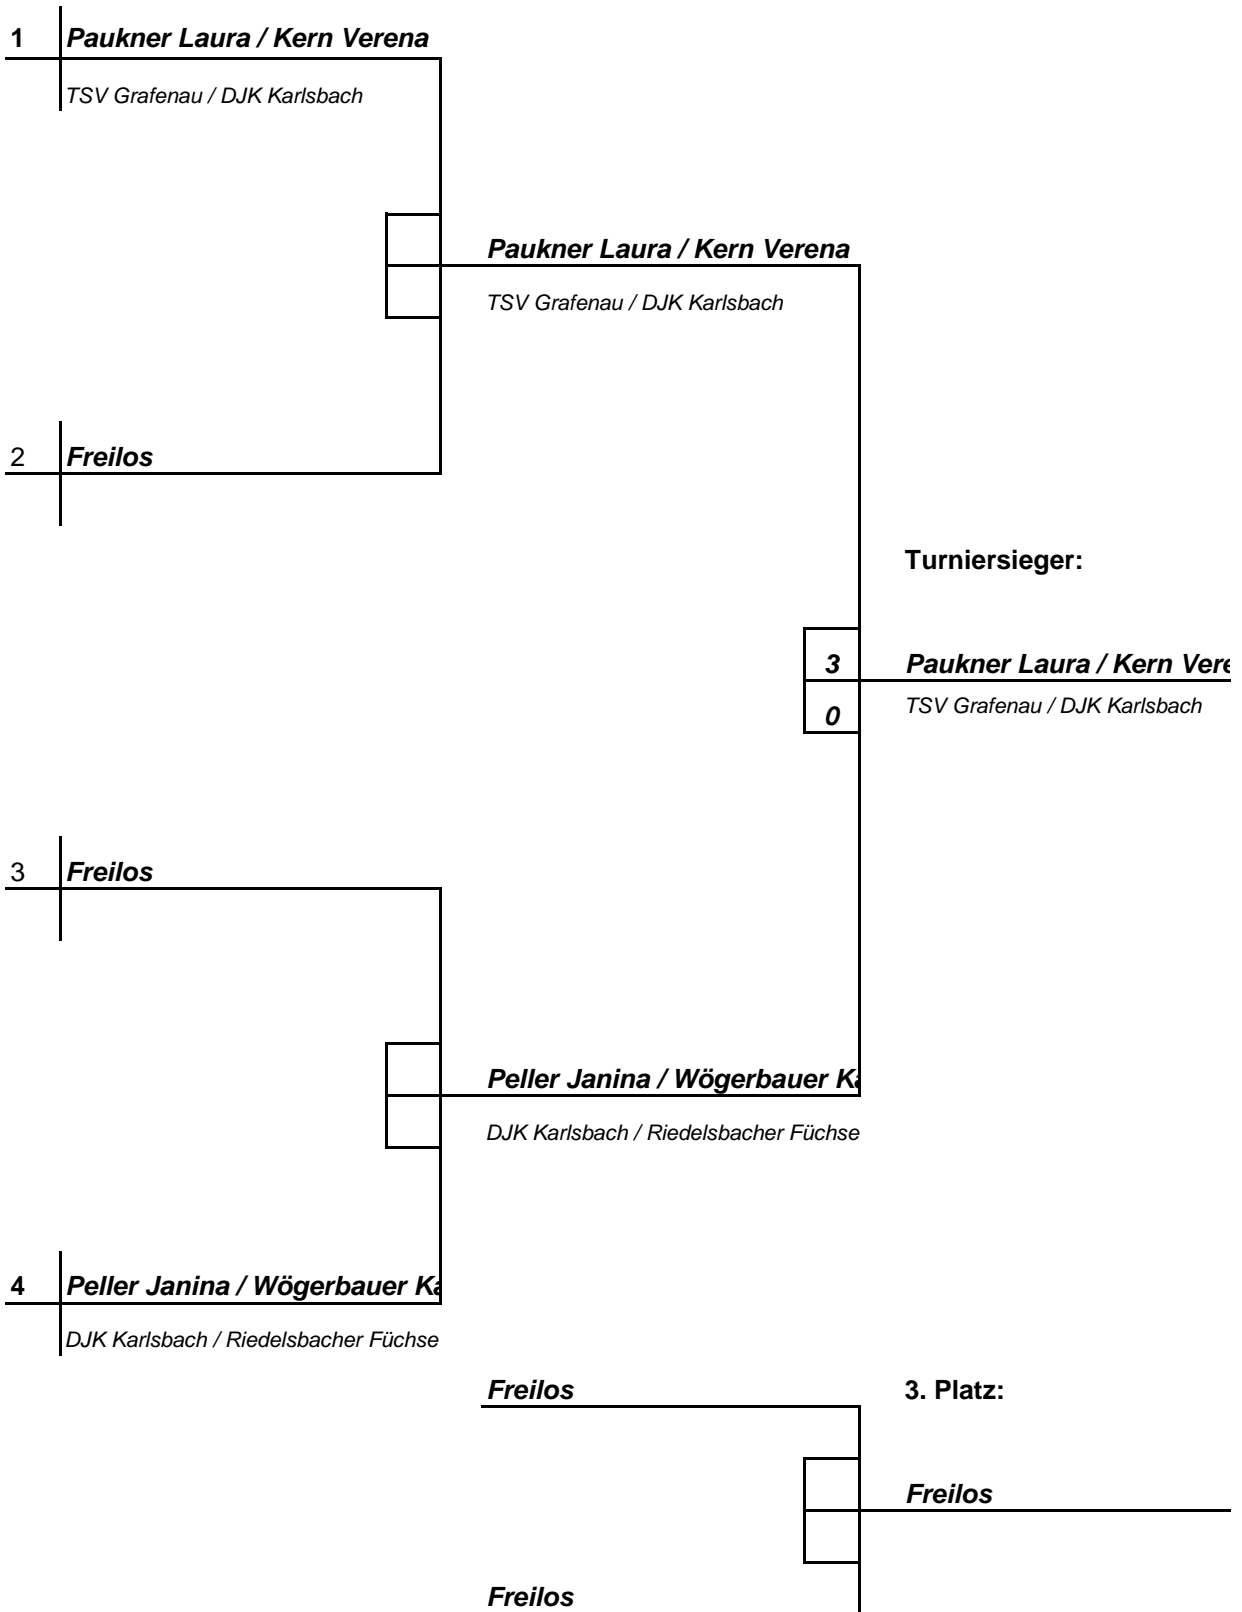 1 Paukner Laura / Kern Verena
TSV Grafenau / DJK Karlsbach
Paukner Laura / Kern Verena
TSV Grafenau / DJK Karlsbach
2 Freilos
Turniersieger:
3 Paukner Laura / Kern Vere
0 TSV Grafenau / DJK Karlsbach
3 Freilos
Peller Janina / Wögerbauer Ka
DJK Karlsbach / Riedelsbacher Füchse
4 Peller Janina / Wögerbauer Ka
DJK Karlsbach / Riedelsbacher Füchse
Freilos 3. Platz:
Freilos
Freilos